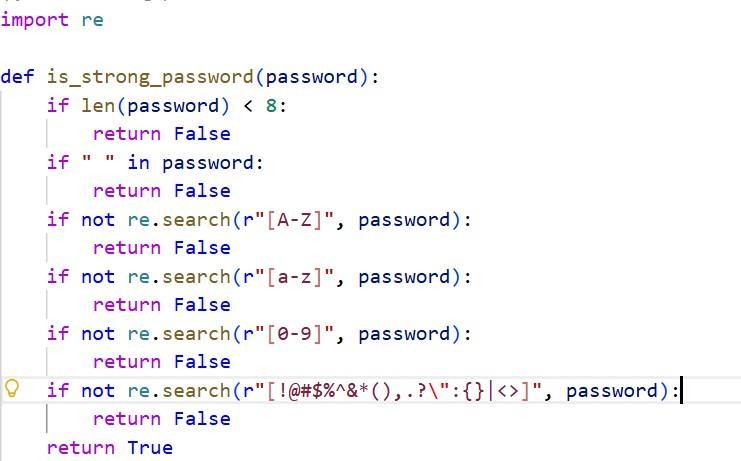 import re
def is_strong_password(password):
    if len(password) < 8:
        return False
    if " " in password:
        return False
    if not re.search(r"[A-Z]", password):
        return False
    if not re.search(r"[a-z]", password):
        return False
    if not re.search(r"[0-9]", password):
        return False
    if not re.search(r"[!@#$%^&*(),.?\":{}|<>]", password):
        return False
    return True